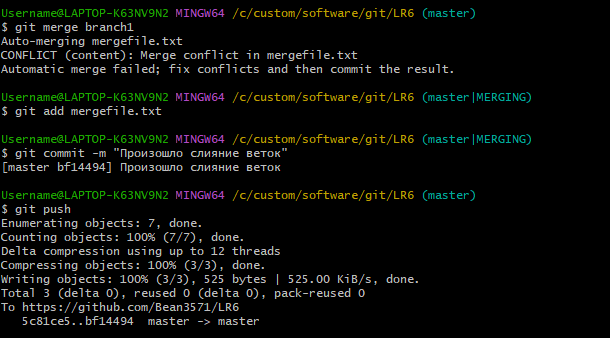 Username@LAPTOP-K63NV9N2 MINGW64 /c/custom/software/git/LR6 (master)
$ git merge branch1
Auto-merging mergefile.txt
CONFLICT (content): Merge conflict in mergefile.txt
Automatic merge failed; fix conflicts and then commit the result.
Username@LAPTOP-K63NV9N2 MINGW64 /c/custom/software/git/LR6 (master|MERGING)
$ git add mergefile.txt
Username@LAPTOP-K63NV9N2 MINGW64 /c/custom/software/git/LR6 (master|MERGING)
$ git commit -m "Произошло слияние веток"
[master bf14494] Произошло слияние веток
Username@LAPTOP-K63NV9N2 MINGW64 /c/custom/software/git/LR6 (master)
$ git push
Enumerating objects: 7, done.
Counting objects: 100% (7/7), done.
Delta compression using up to 12 threads
Compressing objects: 100% (3/3), done.
Writing objects: 100% (3/3), 525 bytes | 525.00 KiB/s, done.
Total 3 (delta 0), reused 0 (delta 0), pack-reused 0
To https://github.com/Bean3571/LR6
   5c81ce5..bf14494  master -> master